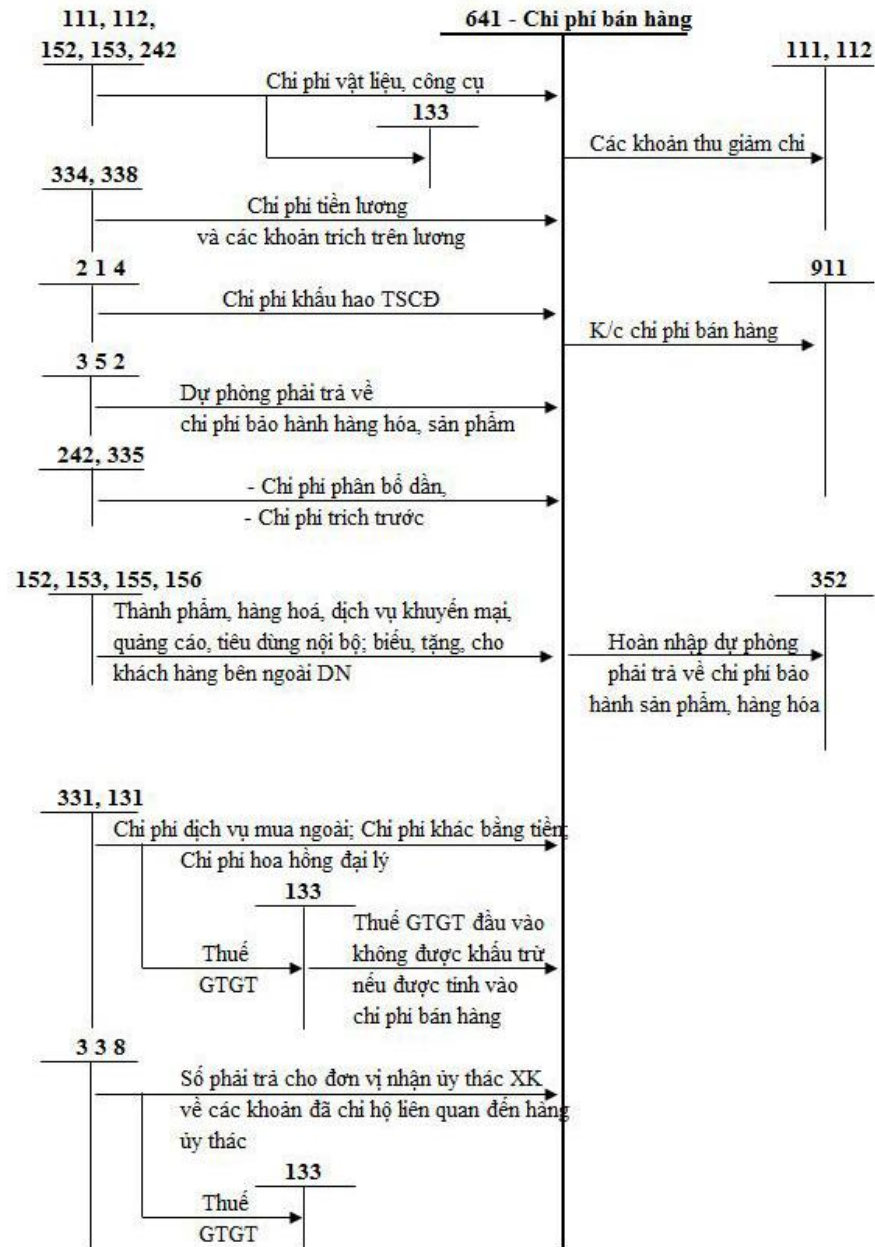 111, 112,
152, 153, 242
641 - Chi phí bán hàng
111, 112
Chi phí vật liệu, công cụ
133
Các khoản thu giảm chi
334, 338
Chi phí tiền lương
và các khoản trích trên lương
2 1 4
911
Chi phí khấu hao TSCĐ
K/c chi phí bán hàng
3 5 2
Dự phòng phải trả về
chi phí bảo hành hàng hóa, sản phẩm
242, 335
- Chi phí phân bổ dần,
- Chi phí trích trước
152, 153, 155, 156
352
Thành phẩm, hàng hoá, dịch vụ khuyến mại,
quảng cáo, tiêu dùng nội bộ; biếu, tặng, cho
khách hàng bên ngoài DN
Hoàn nhập dự phòng
phải trả về chi phí bảo
hành sản phẩm, hàng hóa
331, 131
Chi phí dịch vụ mua ngoài; Chi phí khác bằng tiền;
Chi phí hoa hồng đại lý
133
Thuế
GTGT
Thuế GTGT đầu vào
không được khấu trừ
nếu được tính vào
chi phí bán hàng
3 3 8
Số phải trả cho đơn vị nhận ủy thác XK
về các khoản đã chi hộ liên quan đến hàng
ủy thác
133
Thuế
GTGT